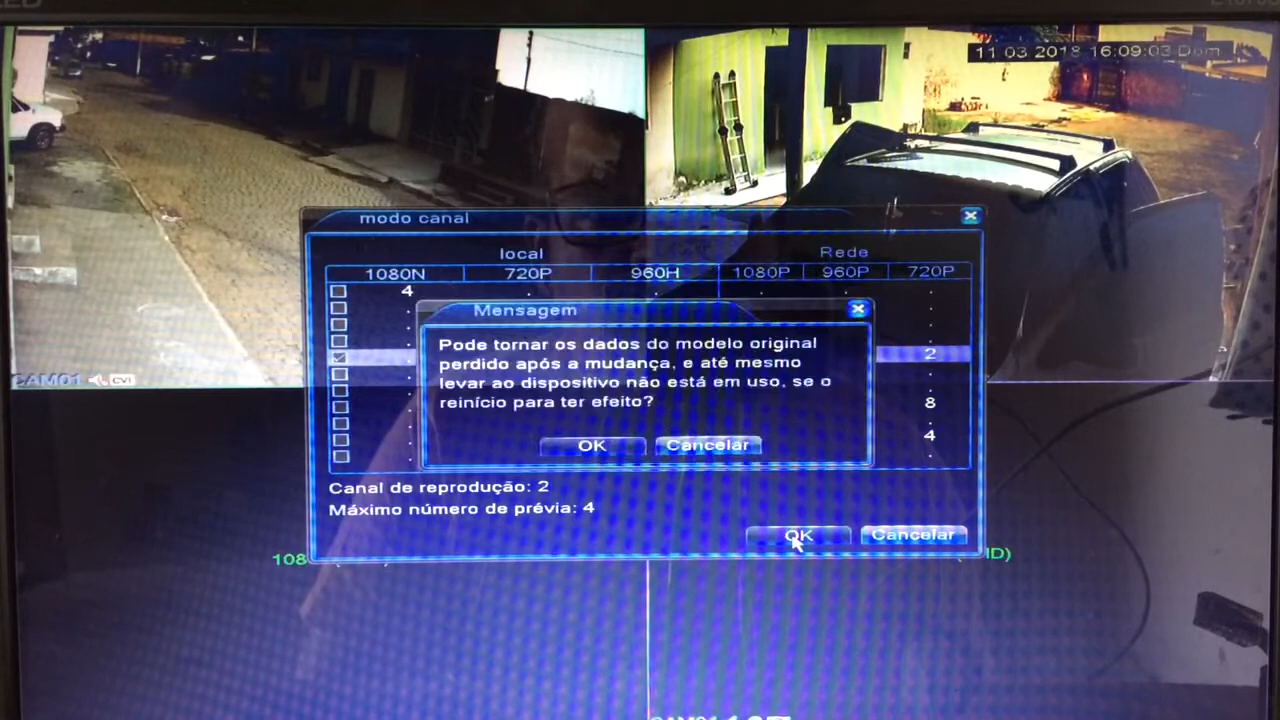 11 03 2018 16:09:03 Dom
modo canal
local Rede
1080N 720P 960H 1080P 960P 720P
4
Mensagem
Pode tornar os dados do modelo original
perdido após a mudança, e até mesmo
levar ao dispositivo não está em uso, se o
reinício para ter efeito?
2
8
4
OK Cancelar
CAM01 CVI
Canal de reprodução: 2
Máximo número de prévia: 4
OK Cancelar
108